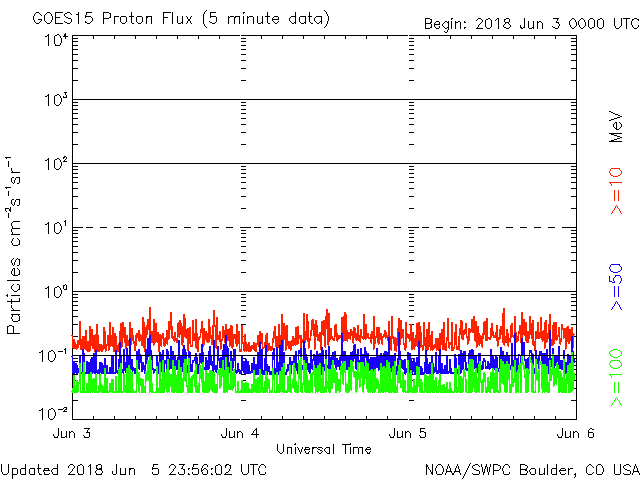 GOES15 Proton Flux (5 minute data)
Begin: 2018 Jun 3 0000 UTC
Particles cm⁻²s⁻¹sr⁻¹
10⁴
10³
10²
10¹
10⁰
10⁻¹
10⁻²
Jun 3
Jun 4
Jun 5
Jun 6
Universal Time
MeV
>=10
>=50
>=100
Updated 2018 Jun 5 23:56:02 UTC
NOAA/SWPC Boulder, CO USA